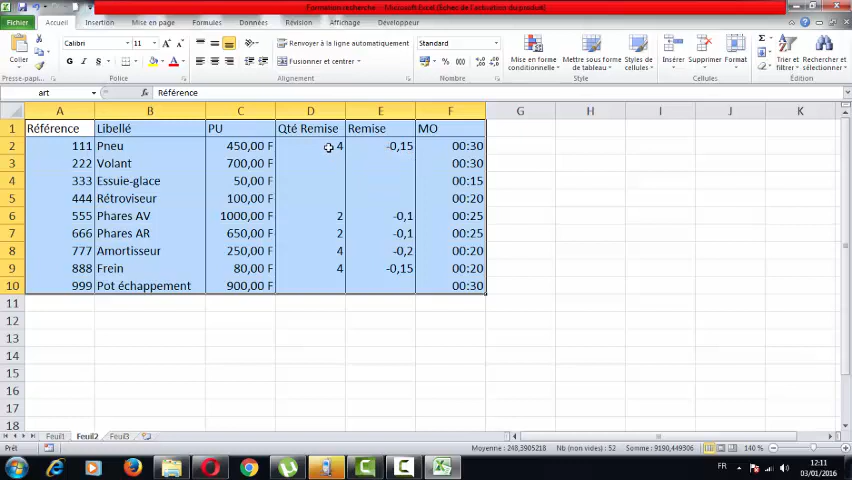 Formation recherche - Microsoft Excel (Échec de l'activation du produit)
Fichier Accueil Insertion Mise en page Formules Données Révision Affichage Développeur
Coller
Calibri 11
Renvoyer à la ligne automatiquement
Standard
G I S
Fusionner et centrer
% 000
Mise en forme conditionnelle
Mettre sous forme de tableau
Styles de cellules
Insérer Supprimer Format
Trier et filtrer
Rechercher et sélectionner
Presse-pap... Police Alignement Nombre Style Cellules Édition
art fx Référence
A B C D E F G H I J K
1 Référence Libellé PU Qté Remise Remise MO
2 111 Pneu 450,00 F 4 -0,15 00:30
3 222 Volant 700,00 F 00:30
4 333 Essuie-glace 50,00 F 00:15
5 444 Rétroviseur 100,00 F 00:20
6 555 Phares AV 1000,00 F 2 -0,1 00:25
7 666 Phares AR 650,00 F 2 -0,1 00:25
8 777 Amortisseur 250,00 F 4 -0,2 00:20
9 888 Frein 80,00 F 4 -0,15 00:20
10 999 Pot échappement 900,00 F 00:30
11
12
13
14
15
16
17
18
Feuil1 Feuil2 Feuil3
Prêt Moyenne : 248,3905218 Nb (non vides) : 52 Somme : 9190,449306 140 %
FR 12:11
03/01/2016